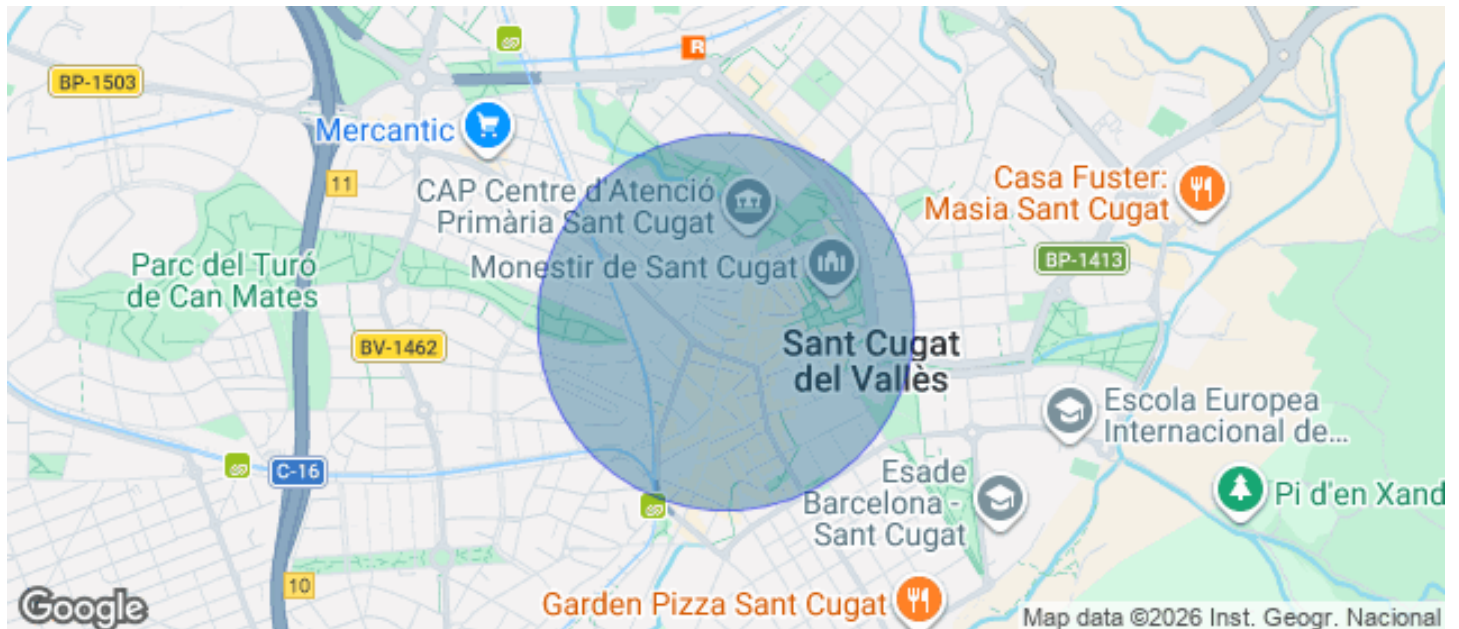 R
BP-1503
Mercantic
11
CAP Centre d'Atenció
Primària Sant Cugat
Casa Fuster:
Masia Sant Cugat
Monestir de Sant Cugat
BP-1413
Parc del Turó
de Can Mates
BV-1462
Sant Cugat
del Vallès
Escola Europea
Internacional de...
C-16
Esade
Barcelona -
Sant Cugat
Pi d'en Xand
10
Garden Pizza Sant Cugat
Google
Map data ©2026 Inst. Geogr. Nacional